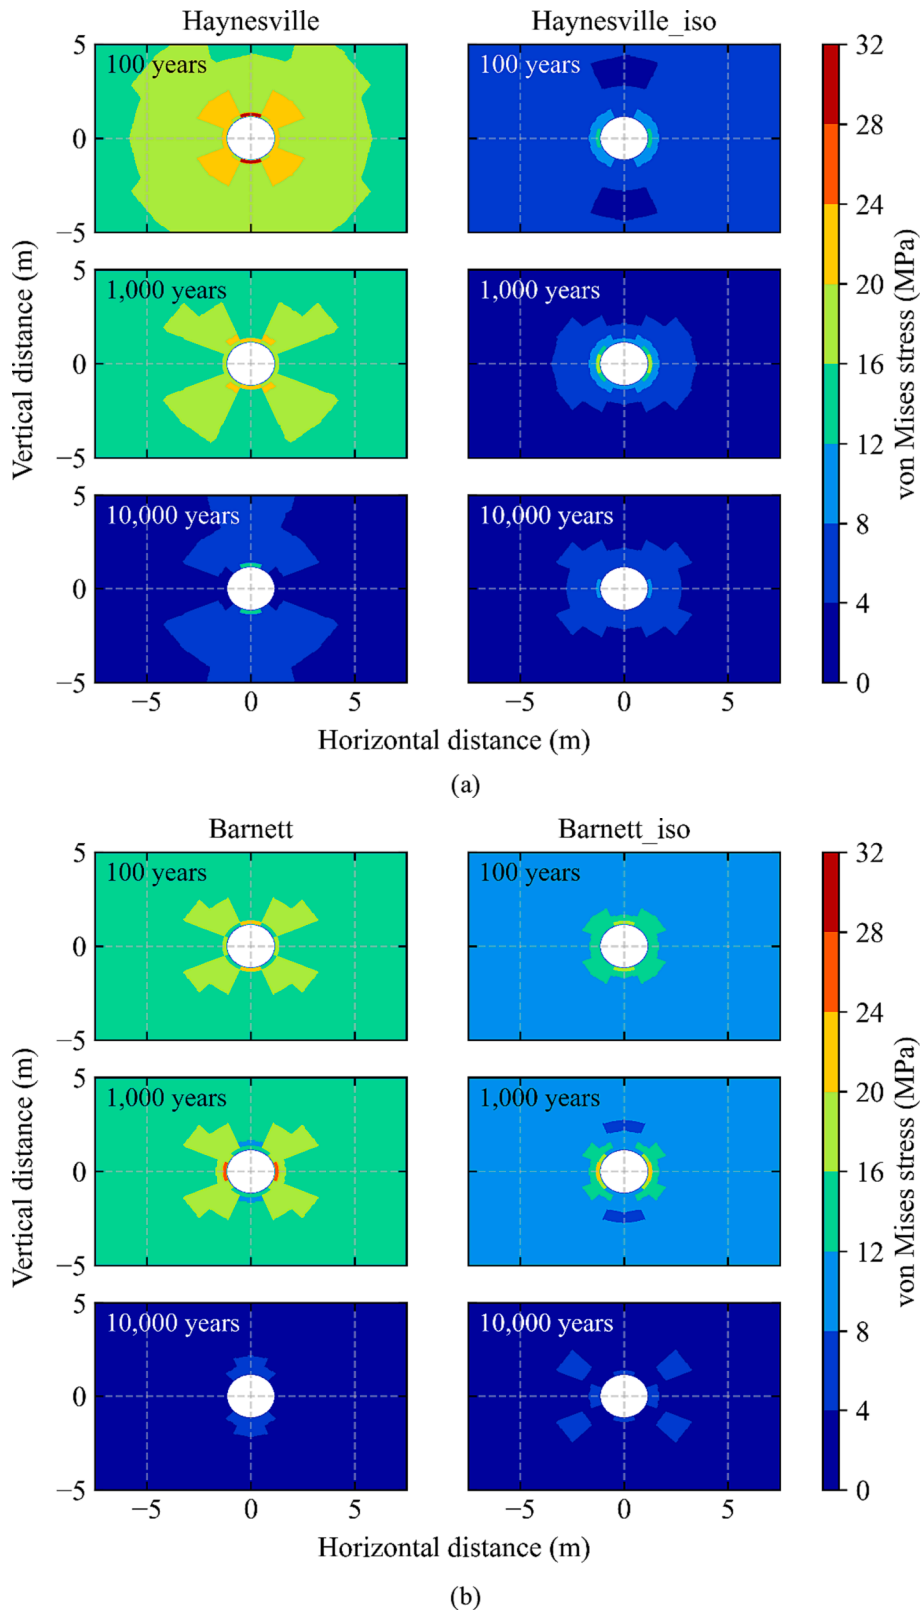 Haynesville Haynesville_iso
5 100 years 100 years 32
28
0
24
−5
5 1,000 years 1,000 years 20
16
0
12
−5
5 10,000 years 10,000 years 8
4
0
−5 0
−5 0 5 −5 0 5
Vertical distance (m)
von Mises stress (MPa)
Horizontal distance (m)
(a)
Barnett Barnett_iso
5 100 years 100 years 32
28
0
24
−5
5 1,000 years 1,000 years 20
16
0
12
−5
5 10,000 years 10,000 years 8
4
0
−5 0
−5 0 5 −5 0 5
Vertical distance (m)
von Mises stress (MPa)
Horizontal distance (m)
(b)